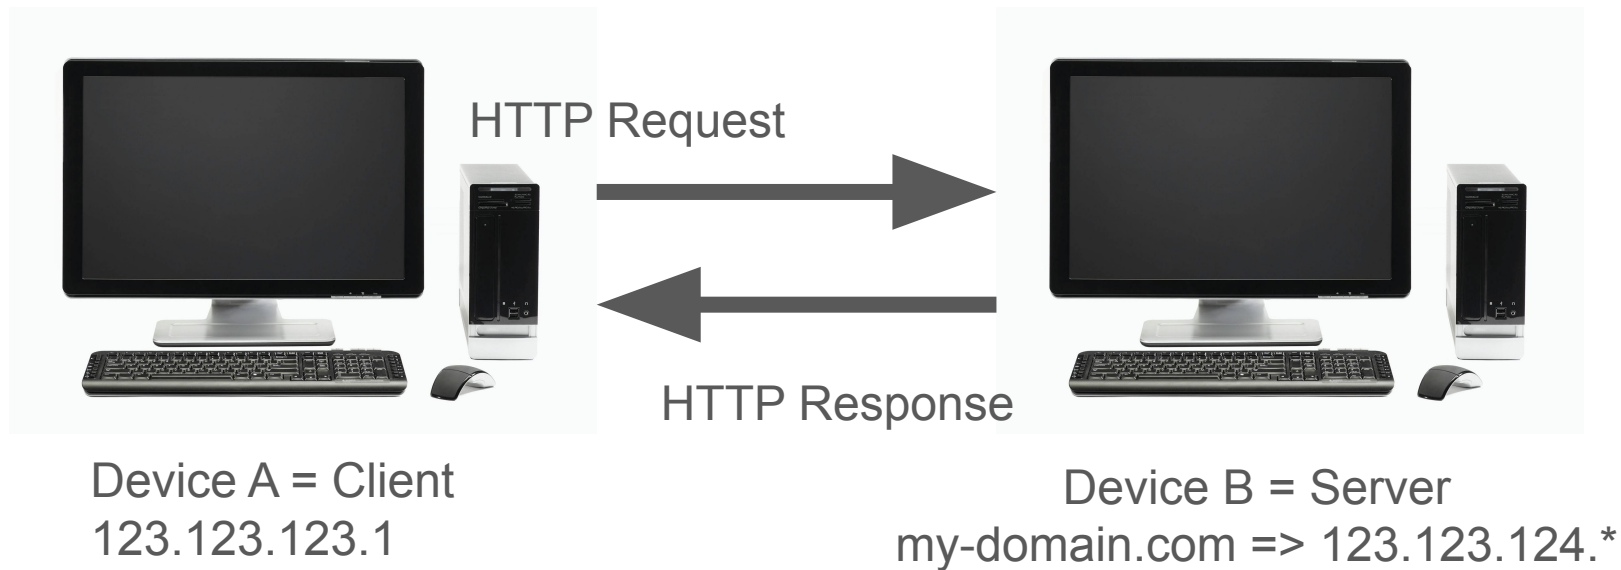 HTTP Request
HTTP Response
Device A = Client
123.123.123.1
Device B = Server
my-domain.com => 123.123.124.*